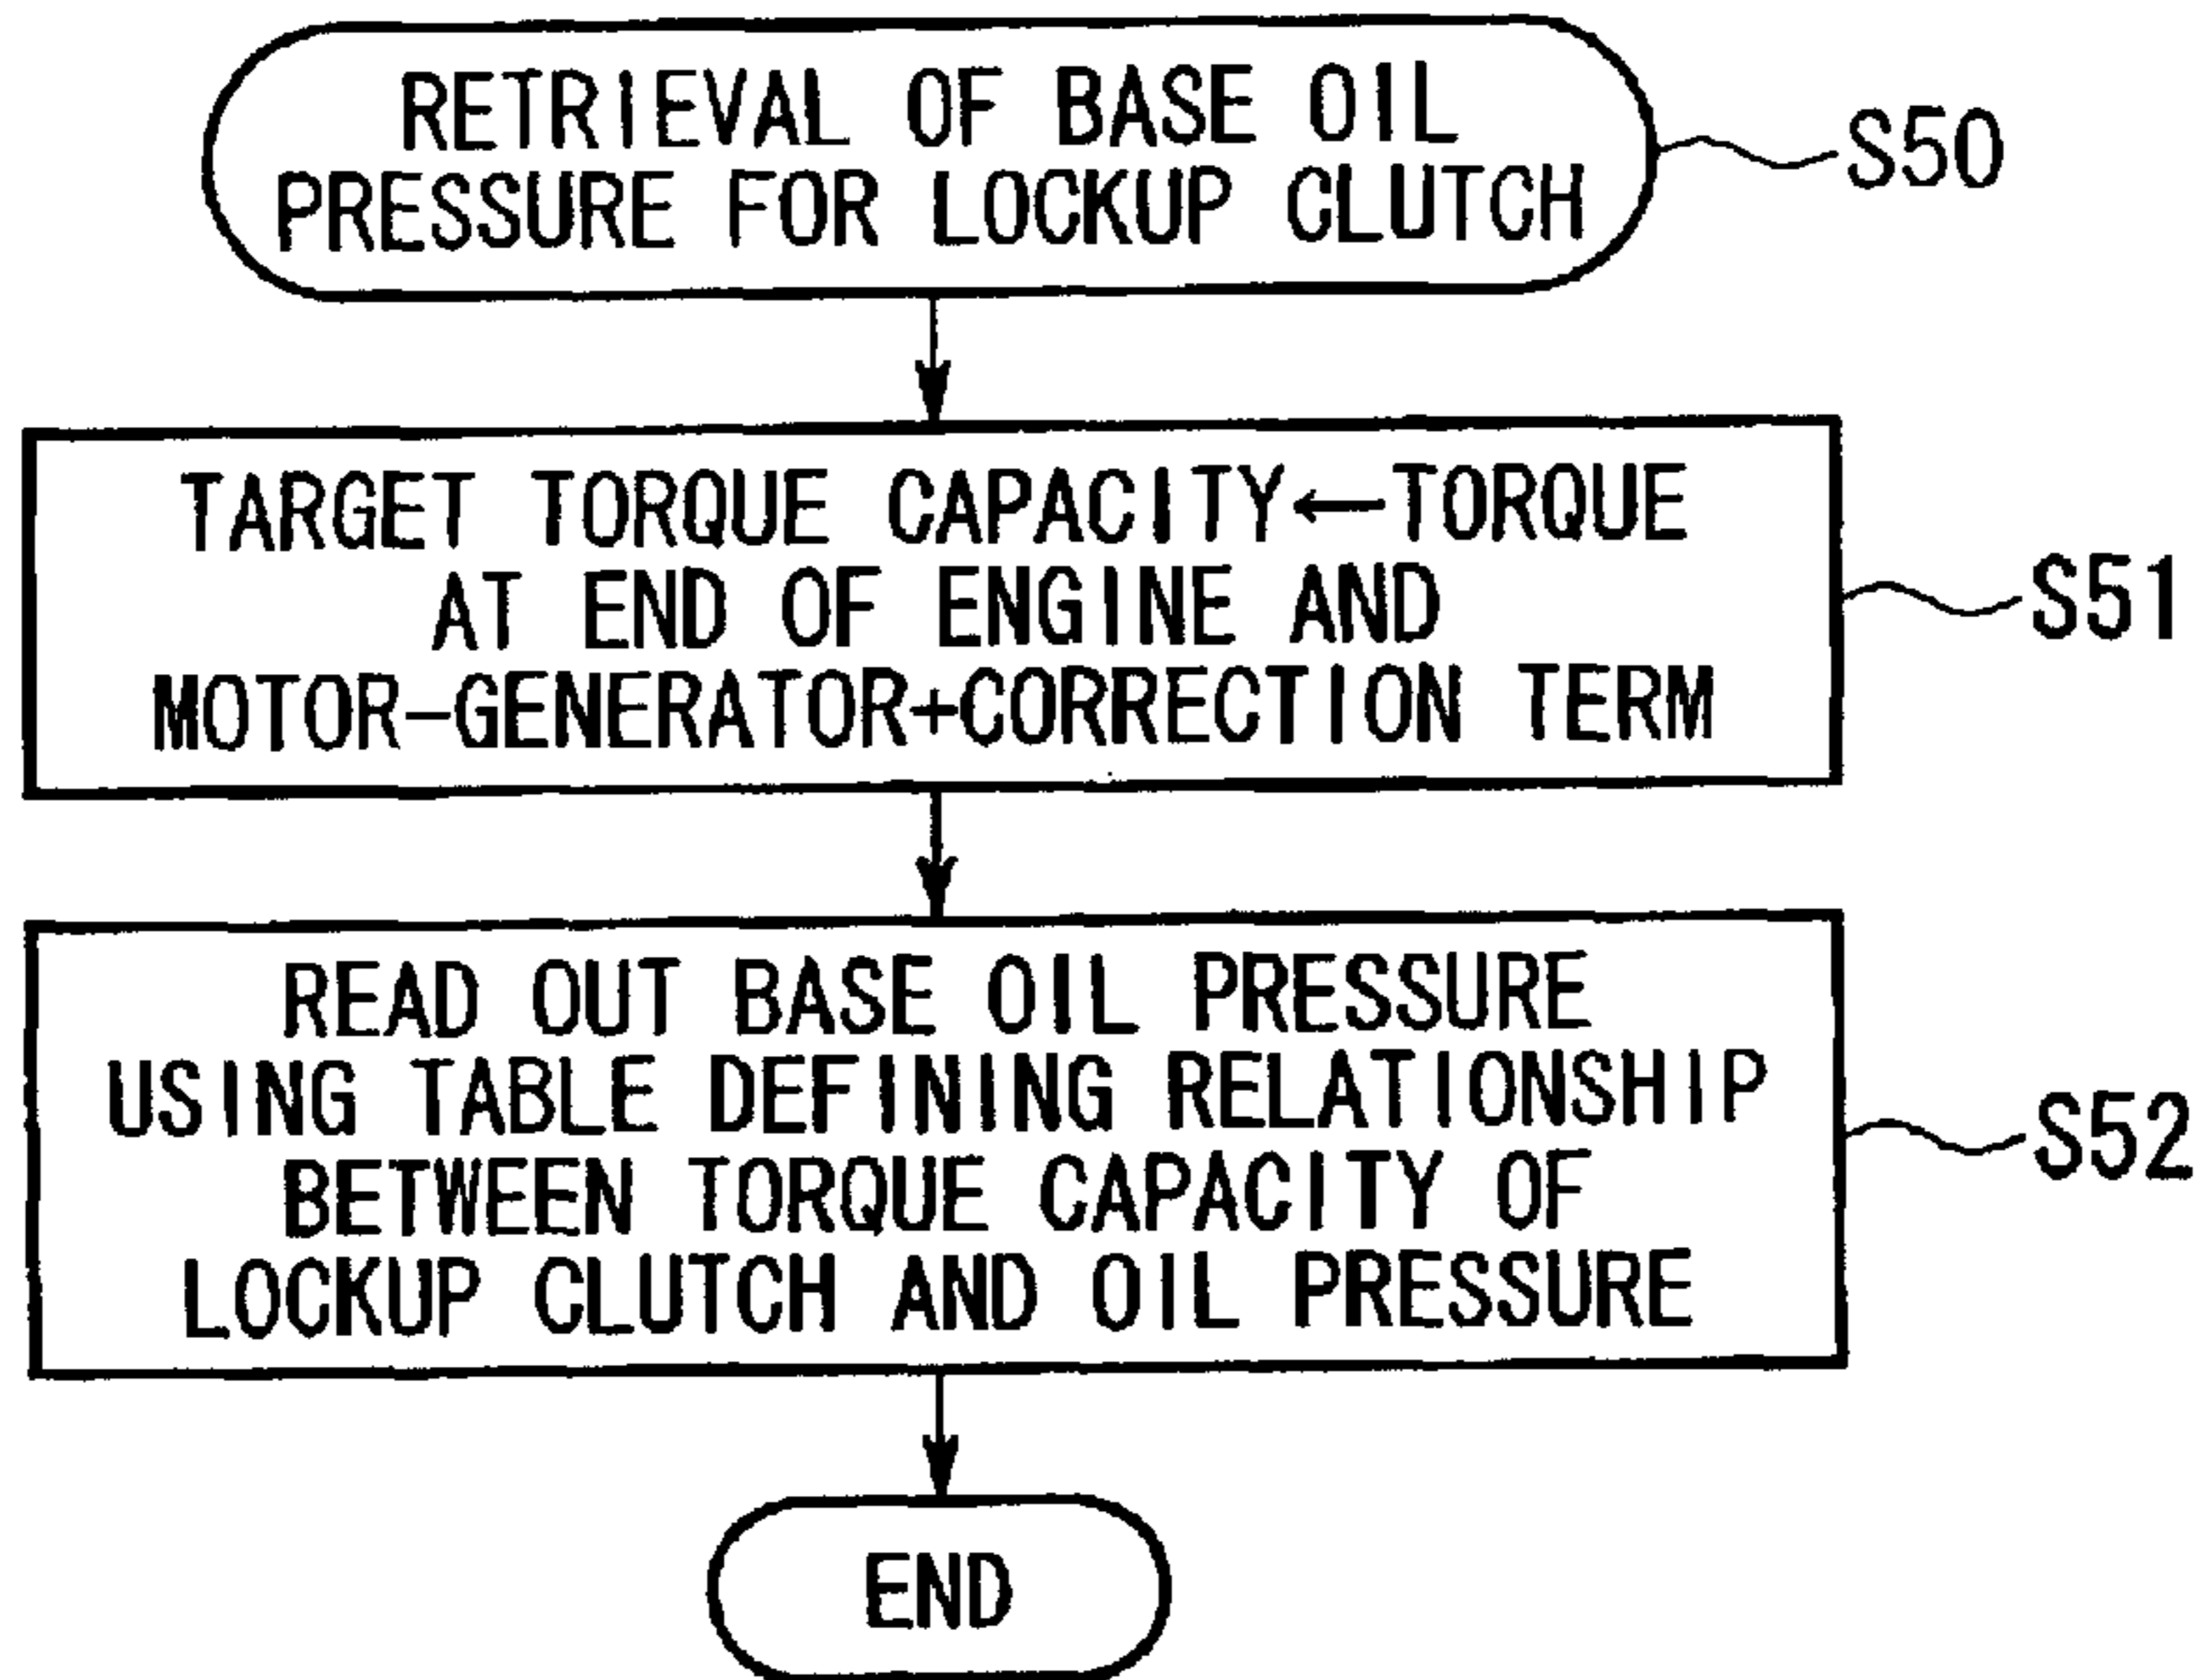 RETRIEVAL OF BASE OIL
PRESSURE FOR LOCKUP CLUTCH
S50
TARGET TORQUE CAPACITY←TORQUE
AT END OF ENGINE AND
MOTOR-GENERATOR+CORRECTION TERM
S51
READ OUT BASE OIL PRESSURE
USING TABLE DEFINING RELATIONSHIP
BETWEEN TORQUE CAPACITY OF
LOCKUP CLUTCH AND OIL PRESSURE
S52
END